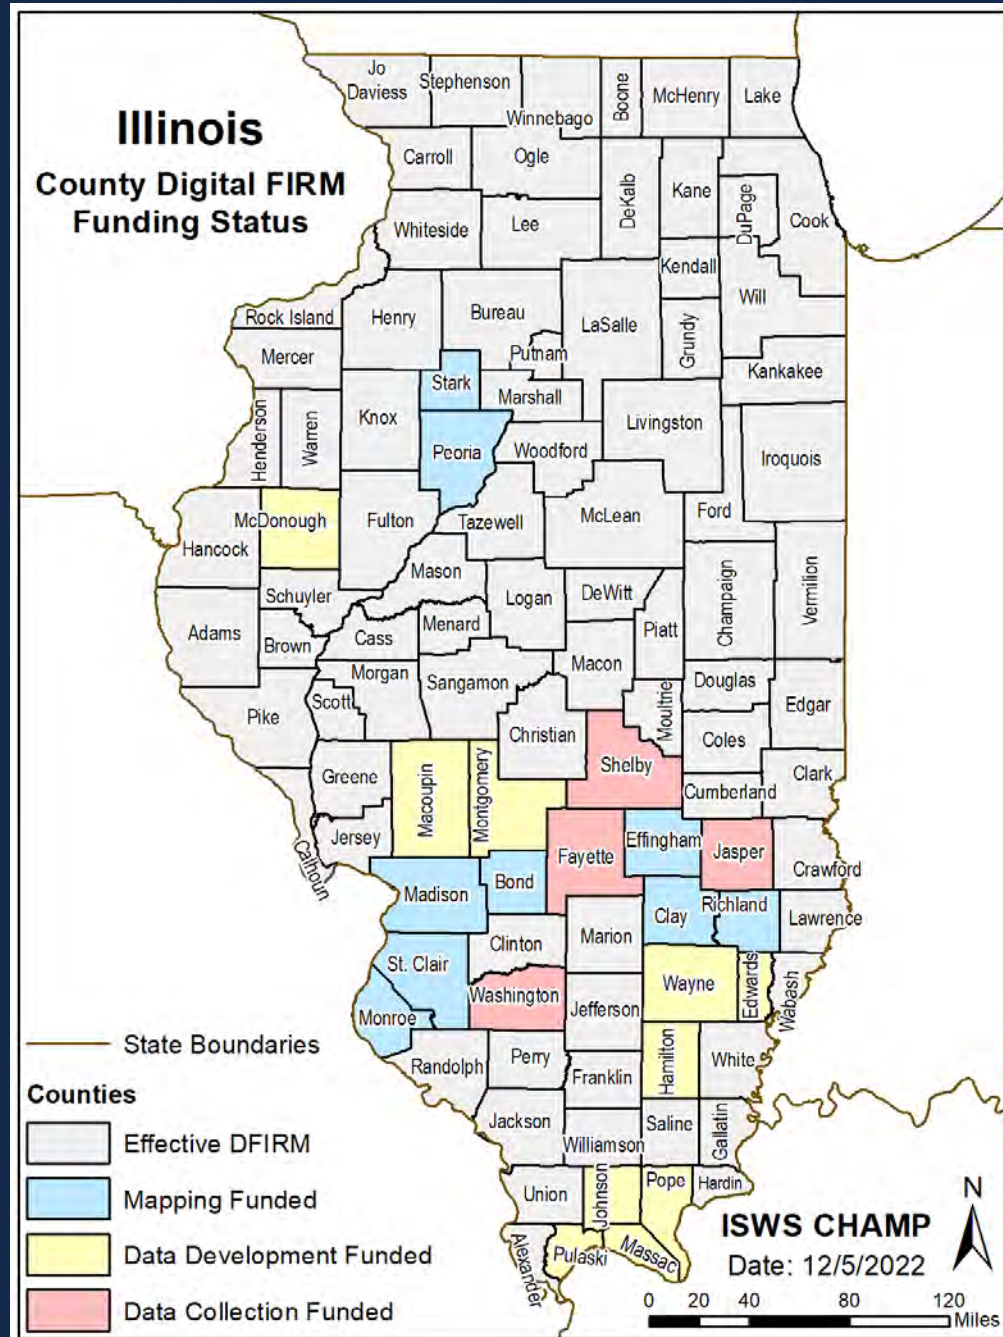 Illinois
County Digital FIRM
Funding Status
Jo
Daviess
Stephenson
Winnebago
Boone
McHenry
Lake
Carroll
Ogle
DeKalb
Kane
DuPage
Cook
Whiteside
Lee
Kendall
Will
Rock Island
Henry
Bureau
LaSalle
Grundy
Mercer
Putnam
Kankakee
Stark
Marshall
Henderson
Warren
Knox
Peoria
Woodford
Livingston
Iroquois
Hancock
McDonough
Fulton
Tazewell
McLean
Ford
Mason
Schuyler
Logan
DeWitt
Champaign
Vermilion
Adams
Brown
Cass
Menard
Piatt
Macon
Morgan
Sangamon
Douglas
Pike
Scott
Christian
Moultrie
Edgar
Coles
Greene
Macoupin
Montgomery
Shelby
Clark
Cumberland
Jersey
Calhoun
Fayette
Effingham
Jasper
Crawford
Madison
Bond
Clay
Richland
Lawrence
Marion
Clinton
St. Clair
Washington
Wayne
Edwards
Wabash
Monroe
Jefferson
Randolph
Perry
Franklin
Hamilton
White
Jackson
Williamson
Saline
Gallatin
Union
Johnson
Pope
Hardin
Alexander
Pulaski
Massac
State Boundaries
Counties
Effective DFIRM
Mapping Funded
Data Development Funded
Data Collection Funded
N
ISWS CHAMP
Date: 12/5/2022
0 20 40 80 120
Miles